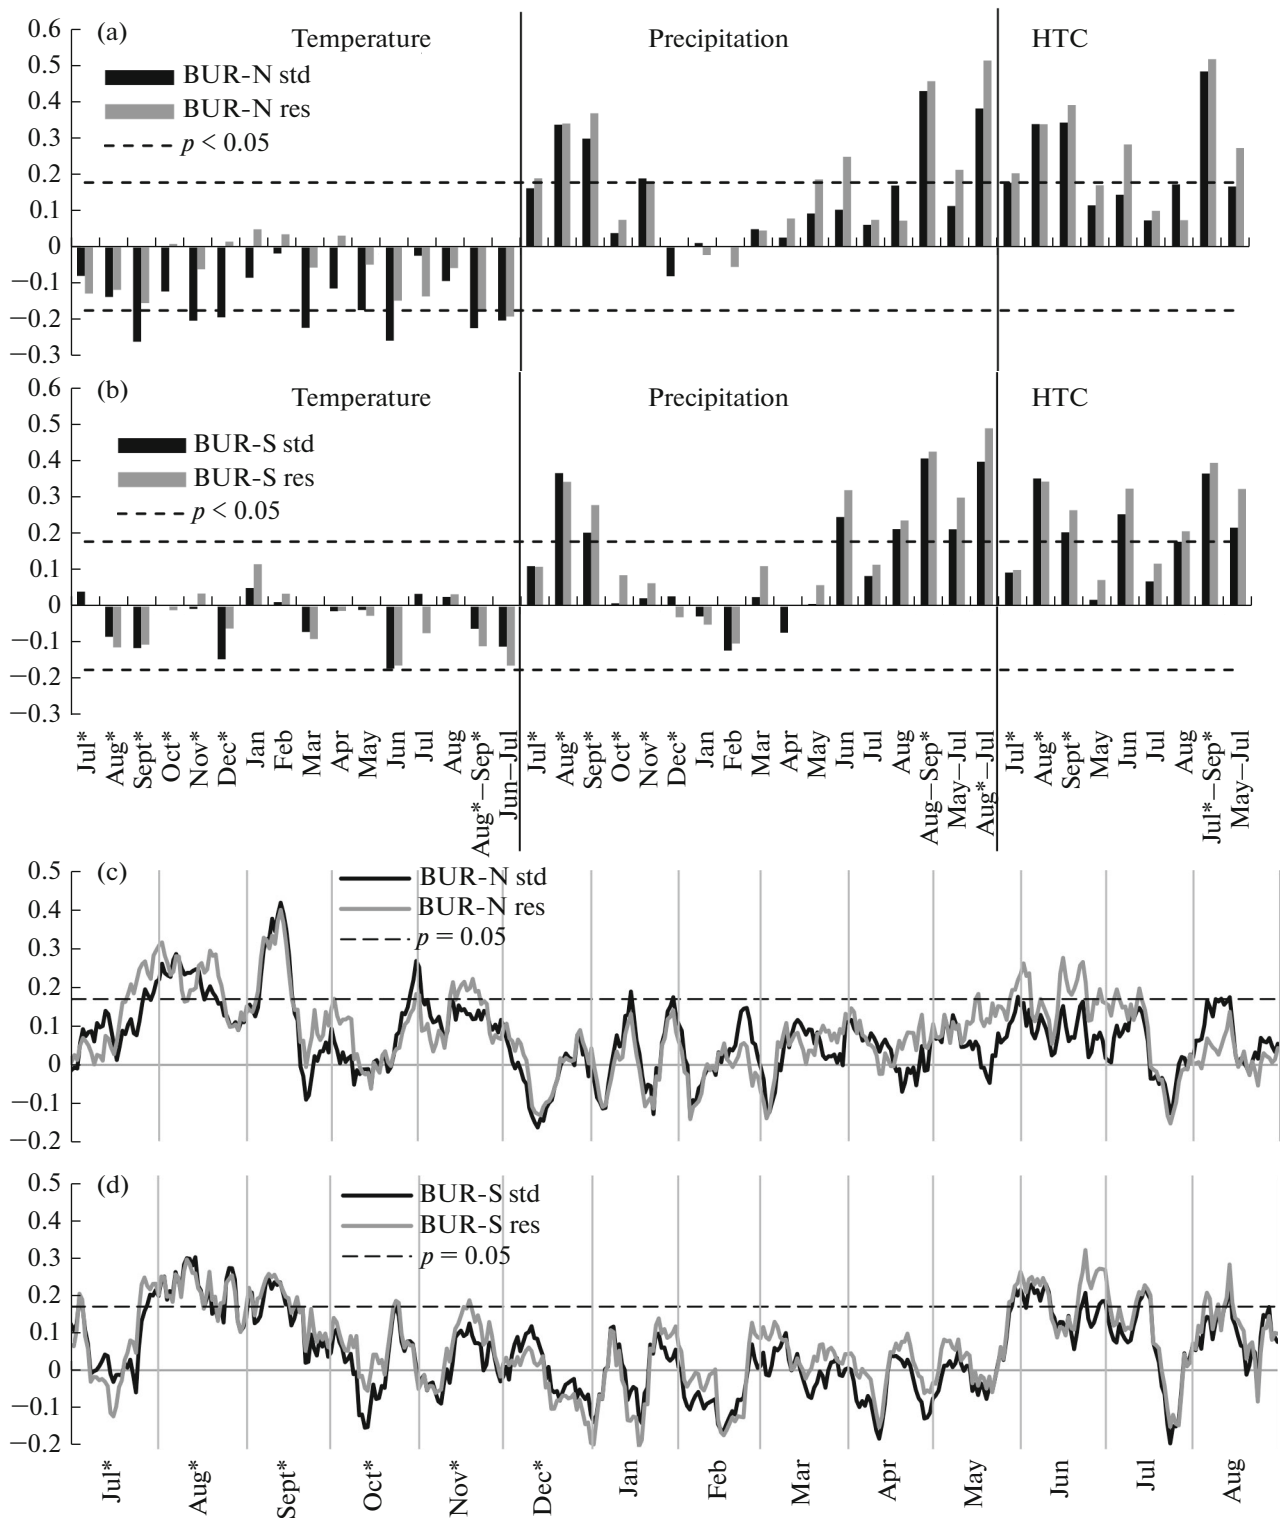 (a)
Temperature
Precipitation
HTC
BUR-N std
BUR-N res
p < 0.05
0.6
0.5
0.4
0.3
0.2
0.1
0
−0.1
−0.2
−0.3
(b)
Temperature
Precipitation
HTC
BUR-S std
BUR-S res
p < 0.05
0.6
0.5
0.4
0.3
0.2
0.1
0
−0.1
−0.2
−0.3
Jul*
Aug*
Sept*
Oct*
Nov*
Dec*
Jan
Feb
Mar
Apr
May
Jun
Jul
Aug
Aug*−Sep*
Jun−Jul
Jul*
Aug*
Sept*
Oct*
Nov*
Dec*
Jan
Feb
Mar
Apr
May
Jun
Jul
Aug
Aug−Sep*
May−Jul
Aug*−Jul
Jul*
Aug*
Sept*
May
Jun
Jul
Aug
Jul*−Sep*
May−Jul
(c)
BUR-N std
BUR-N res
p = 0.05
0.5
0.4
0.3
0.2
0.1
0
−0.1
−0.2
(d)
BUR-S std
BUR-S res
p = 0.05
0.5
0.4
0.3
0.2
0.1
0
−0.1
−0.2
Jul*
Aug*
Sept*
Oct*
Nov*
Dec*
Jan
Feb
Mar
Apr
May
Jun
Jul
Aug